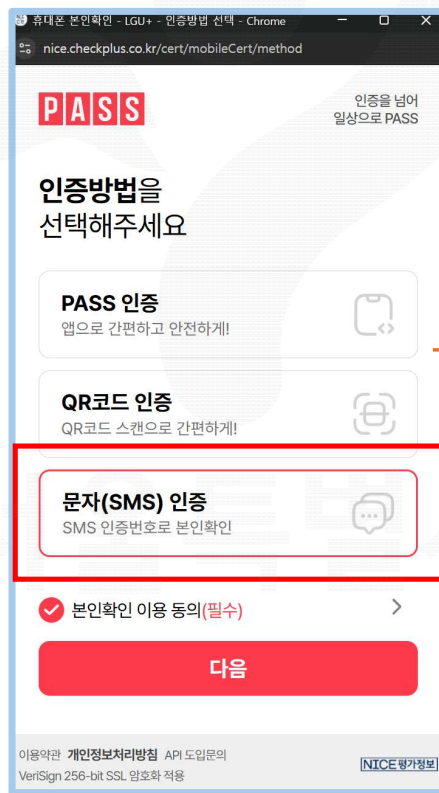 휴대폰 본인확인 - LGU+ - 인증방법 선택 - Chrome
nice.checkplus.co.kr/cert/mobileCert/method
PASS
인증을 넘어
일상으로 PASS
인증방법을
선택해주세요
PASS 인증
앱으로 간편하고 안전하게!
QR코드 인증
QR코드 스캔으로 간편하게!
문자(SMS) 인증
SMS 인증번호로 본인확인
본인확인 이용 동의(필수)
다음
이용약관 개인정보처리방침 API 도입문의
VeriSign 256-bit SSL 암호화 적용
NICE평가정보